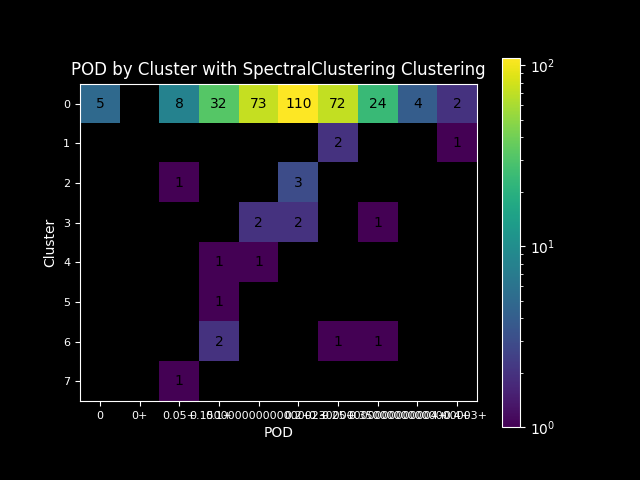 POD by Cluster with SpectralClustering Clustering
0 5 8 32 73 110 72 24 4 2
1 2 1
2 1 3
3 2 2 1
4 1 1
5 1
6 2 1 1
7 1
0 0+ 0.05+
POD
Cluster
10²
10¹
10⁰